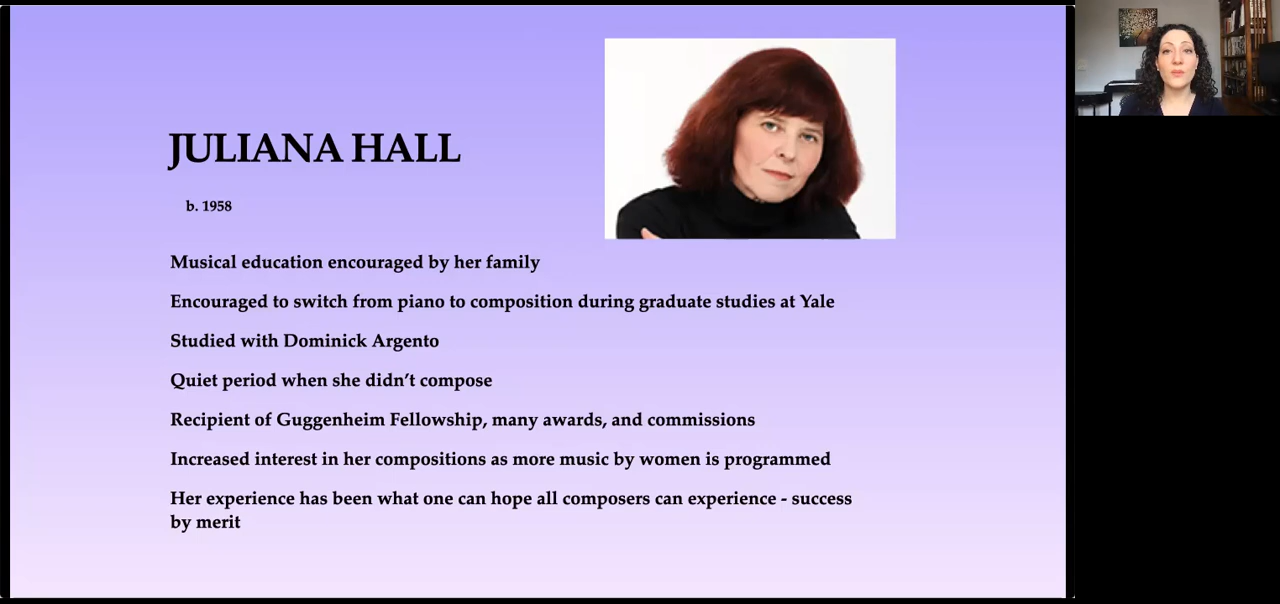 JULIANA HALL
b. 1958
Musical education encouraged by her family
Encouraged to switch from piano to composition during graduate studies at Yale
Studied with Dominick Argento
Quiet period when she didn’t compose
Recipient of Guggenheim Fellowship, many awards, and commissions
Increased interest in her compositions as more music by women is programmed
Her experience has been what one can hope all composers can experience - success
by merit